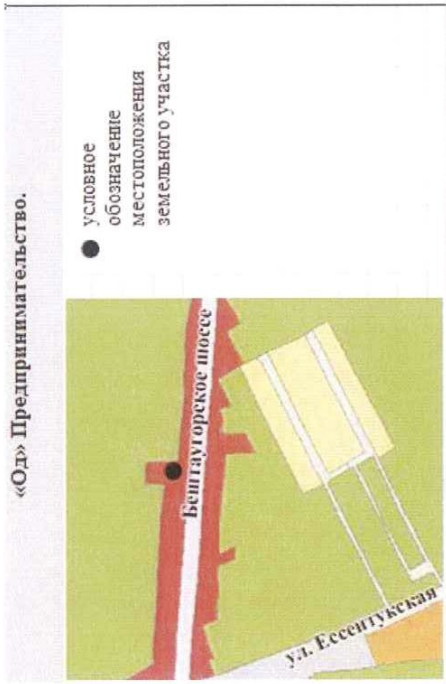 «Од» Предпринимательство.
условное
обозначение
местоположения
земельного участка
Бештаугорское шоссе
ул. Ессентукская